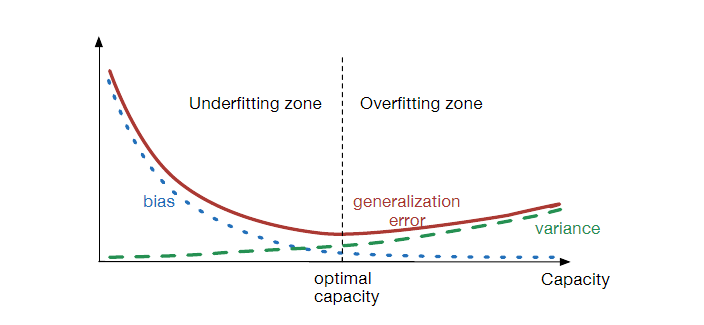 Underfitting zone
Overfitting zone
bias
generalization
error
variance
optimal
capacity
Capacity